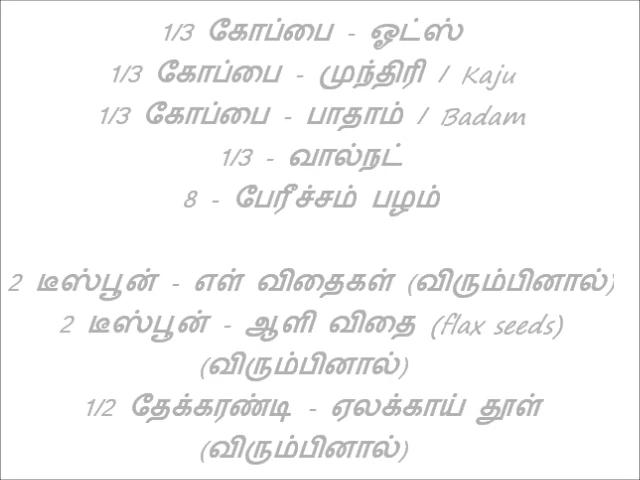 1/3 கோப்பை - ஓட்ஸ்
1/3 கோப்பை - முந்திரி / Kaju
1/3 கோப்பை - பாதாம் / Badam
1/3 - வால்நட்
8 - பேரீச்சம் பழம்
2 டீஸ்பூன் - எள் விதைகள் (விரும்பினால்)
2 டீஸ்பூன் - ஆளி விதை (flax seeds)
(விரும்பினால்)
1/2 தேக்கரண்டி - ஏலக்காய் தூள்
(விரும்பினால்)